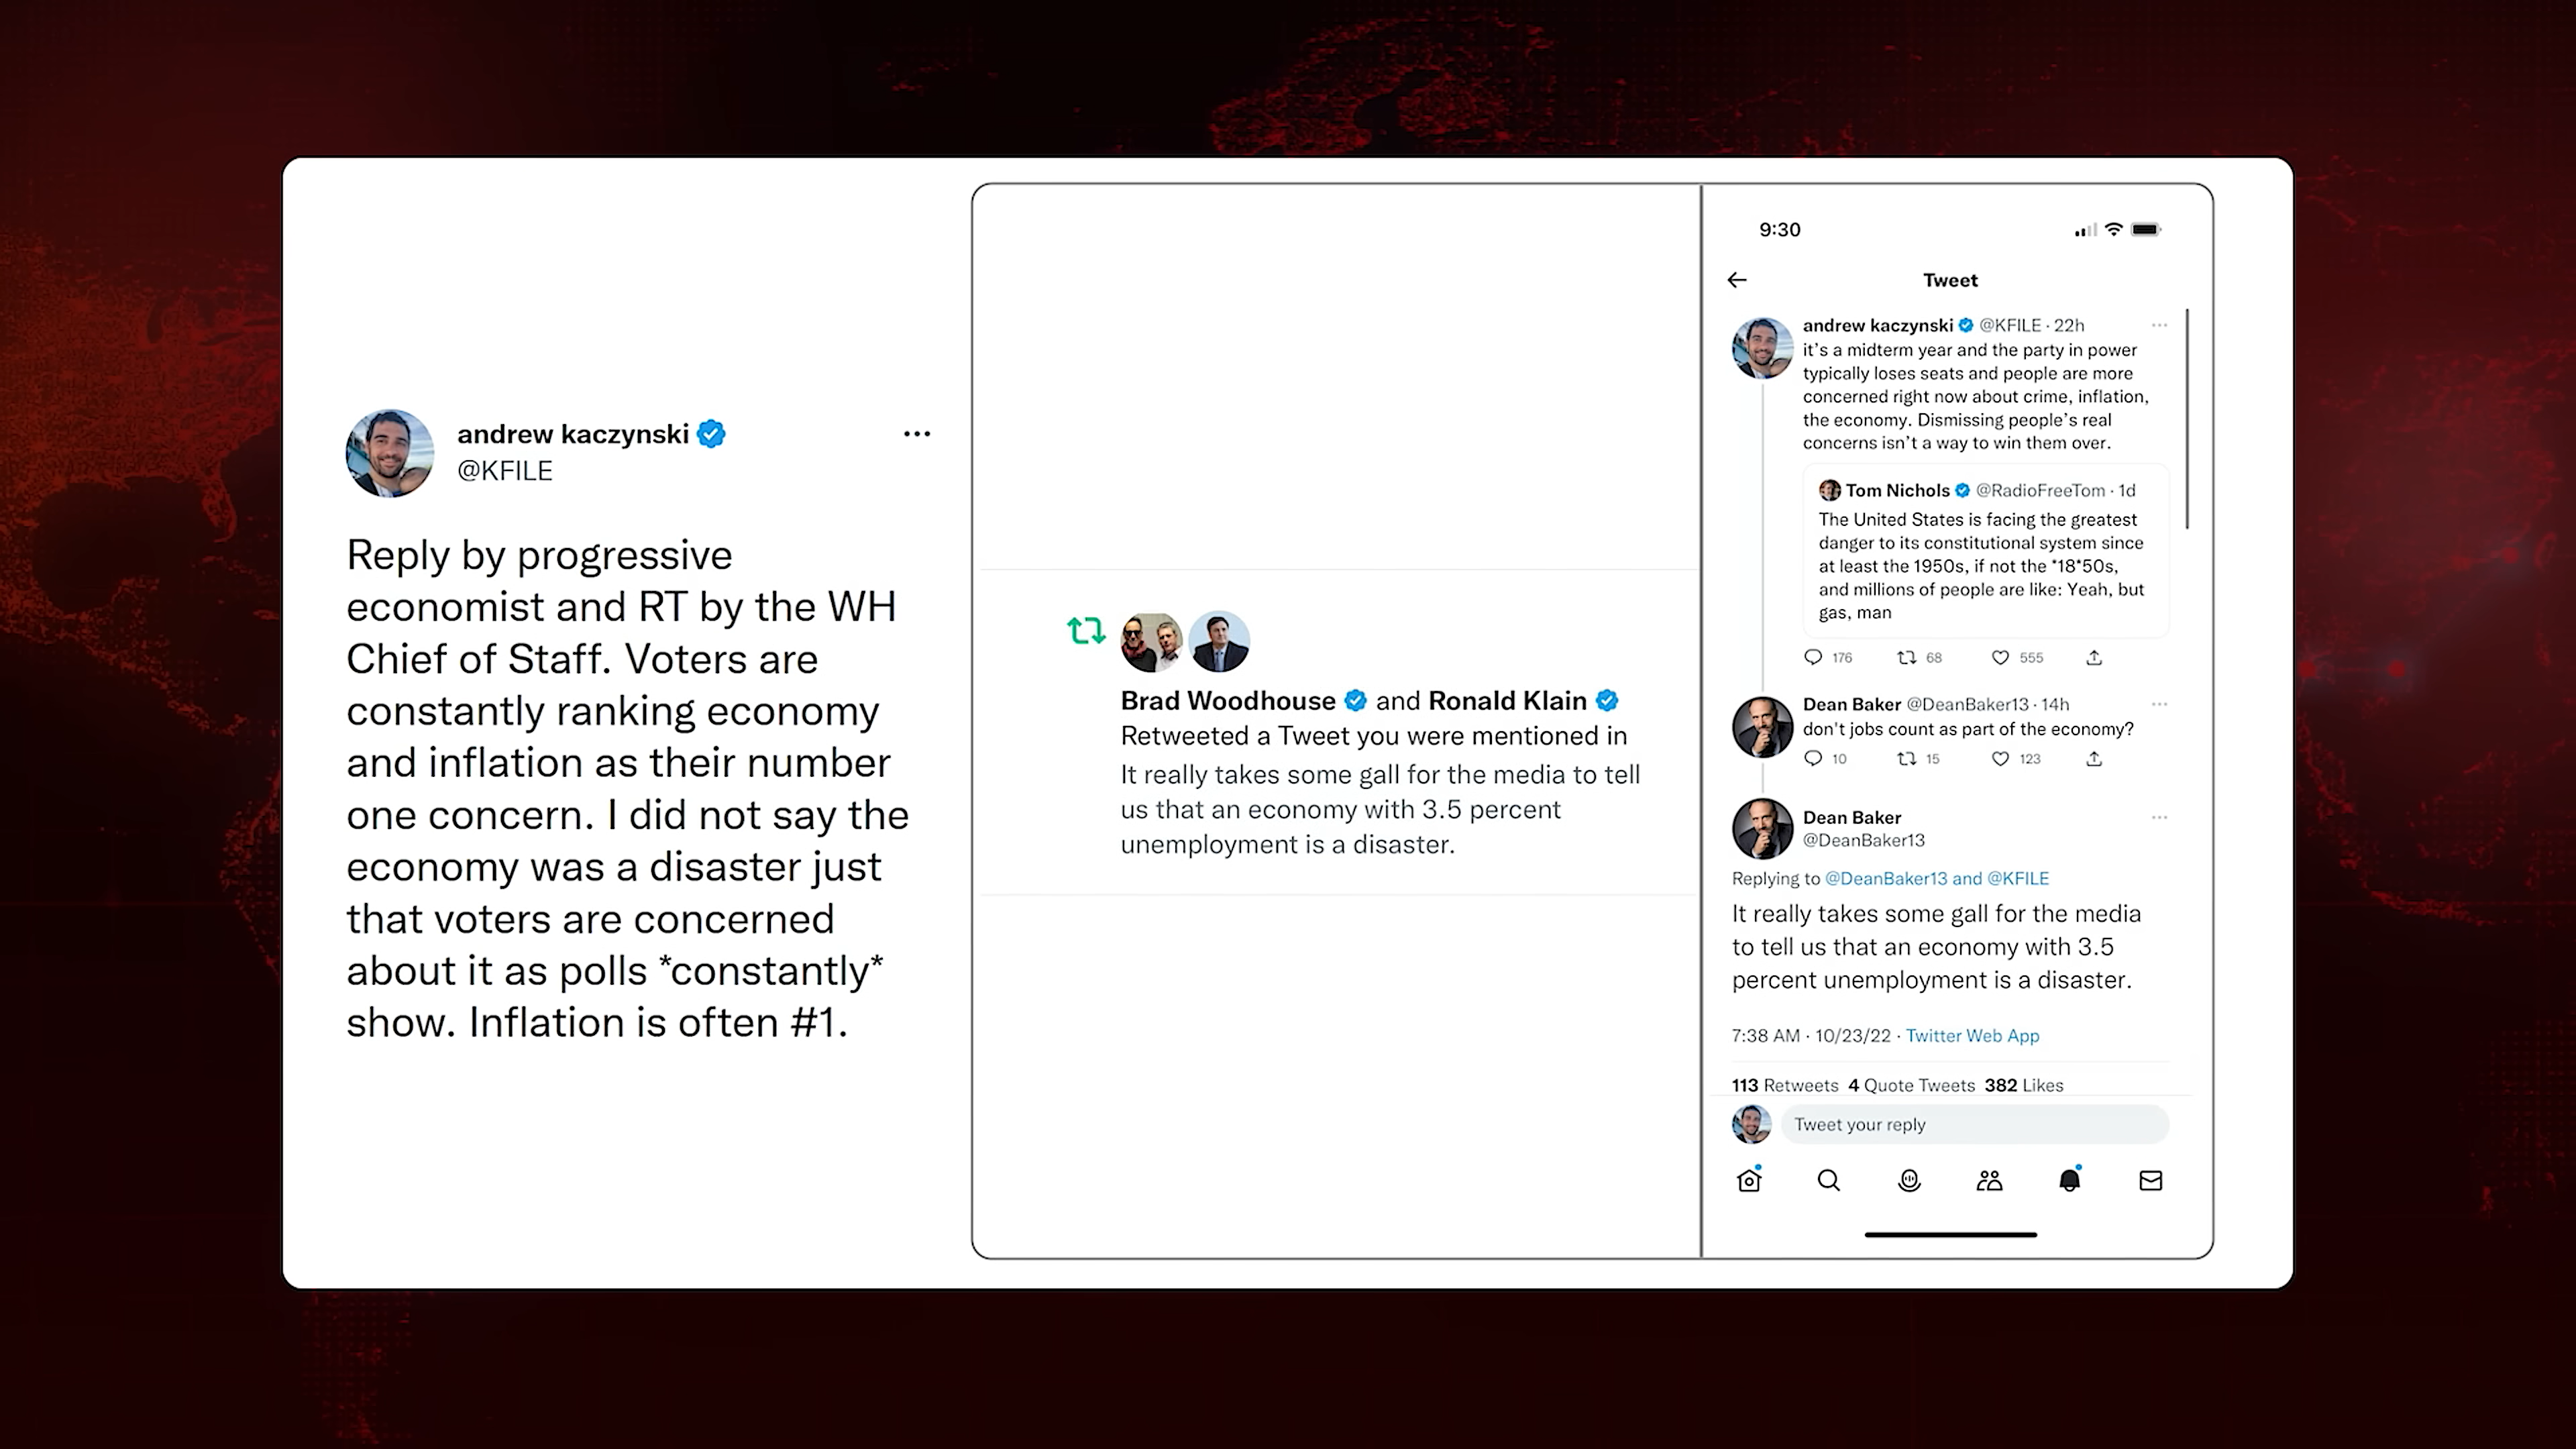 andrew kaczynski
@KFILE
Reply by progressive
economist and RT by the WH
Chief of Staff. Voters are
constantly ranking economy
and inflation as their number
one concern. I did not say the
economy was a disaster just
that voters are concerned
about it as polls *constantly*
show. Inflation is often #1.
Brad Woodhouse and Ronald Klain
Retweeted a Tweet you were mentioned in
It really takes some gall for the media to tell
us that an economy with 3.5 percent
unemployment is a disaster.
9:30
Tweet
andrew kaczynski @KFILE · 22h
it's a midterm year and the party in power
typically loses seats and people are more
concerned right now about crime, inflation,
the economy. Dismissing people's real
concerns isn't a way to win them over.
Tom Nichols @RadioFreeTom · 1d
The United States is facing the greatest
danger to its constitutional system since
at least the 1950s, if not the *18*50s,
and millions of people are like: Yeah, but
gas, man
176 68 555
Dean Baker @DeanBaker13 · 14h
don't jobs count as part of the economy?
10 15 123
Dean Baker
@DeanBaker13
Replying to @DeanBaker13 and @KFILE
It really takes some gall for the media
to tell us that an economy with 3.5
percent unemployment is a disaster.
7:38 AM · 10/23/22 · Twitter Web App
113 Retweets 4 Quote Tweets 382 Likes
Tweet your reply